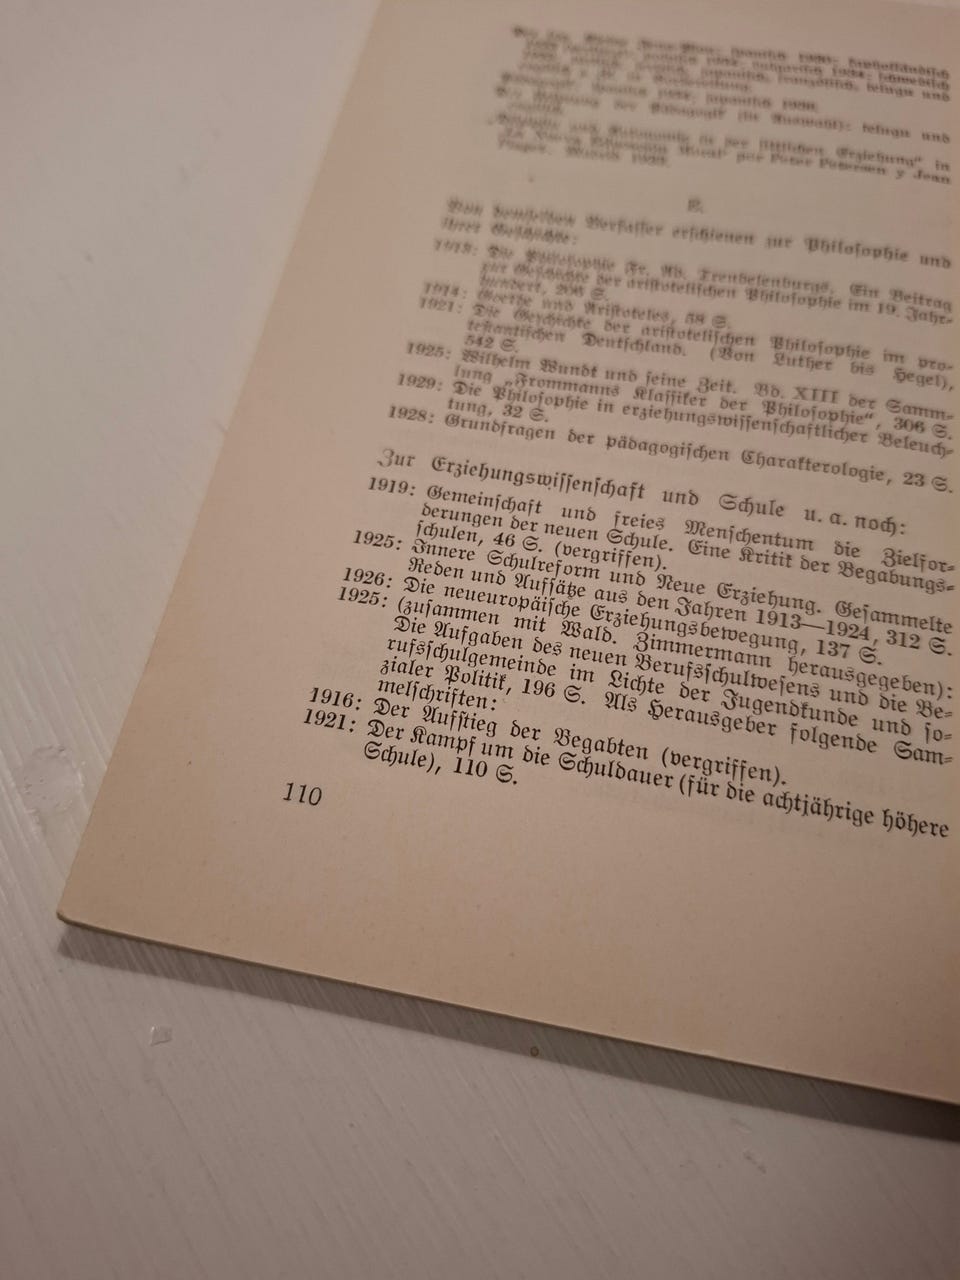 Von demselben Verfasser erschienen zur Philosophie und
ihrer Geschichte:
1913: Die Philosophie Fr. Ad. Trendelenburgs. Ein Beitrag
zur Geschichte der aristotelischen Philosophie im 19. Jahr-
hundert, 206 S.
1914: Goethe und Aristoteles, 58 S.
1921: Die Geschichte der aristotelischen Philosophie im pro-
testantischen Deutschland. (Von Luther bis Hegel),
542 S.
1925: Wilhelm Wundt und seine Zeit. Bd. XIII der Samm-
lung „Frommanns Klassiker der Philosophie“, 306 S.
1929: Die Philosophie in erziehungswissenschaftlicher Beleuch-
tung, 32 S.
1928: Grundfragen der pädagogischen Charakterologie, 23 S.
Zur Erziehungswissenschaft und Schule u. a. noch:
1919: Gemeinschaft und freies Menschentum die Zielfor-
derungen der neuen Schule. Eine Kritik der Begabungs-
schulen, 46 S. (vergriffen).
1925: Innere Schulreform und Neue Erziehung. Gesammelte
Reden und Aufsätze aus den Jahren 1913—1924, 312 S.
1926: Die neueuropäische Erziehungsbewegung, 137 S.
1925: (zusammen mit Wald. Zimmermann herausgegeben):
Die Aufgaben des neuen Berufsschulwesens und die Be-
rufsschulgemeinde im Lichte der Jugendkunde und so-
zialer Politik, 196 S. Als Herausgeber folgende Sam-
melschriften:
1916: Der Aufstieg der Begabten (vergriffen).
1921: Der Kampf um die Schuldauer (für die achtjährige höhere
Schule), 110 S.
110